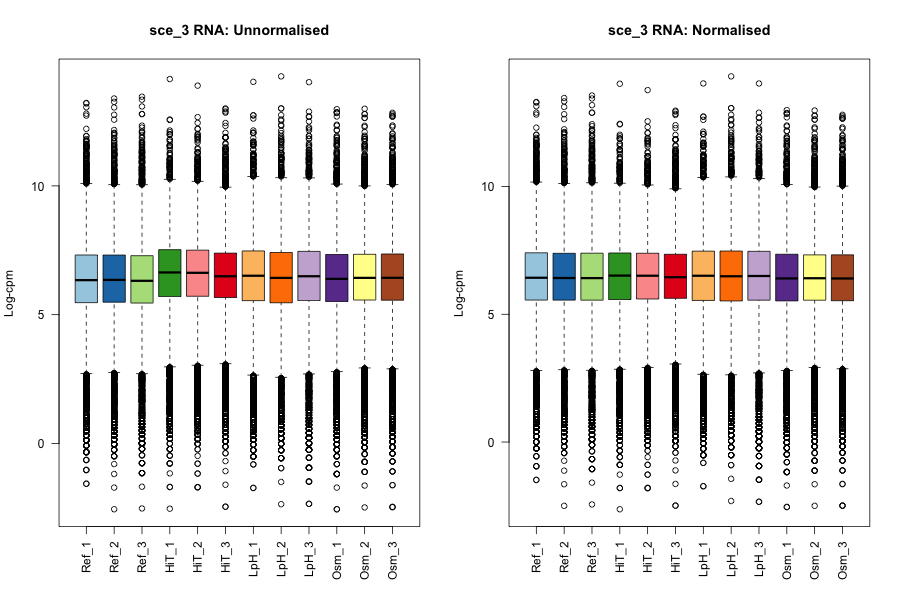 sce_3 RNA: Unnormalised
Log-cpm
10
5
0
Ref_1
Ref_2
Ref_3
HiT_1
HiT_2
HiT_3
LpH_1
LpH_2
LpH_3
Osm_1
Osm_2
Osm_3
sce_3 RNA: Normalised
Log-cpm
10
5
0
Ref_1
Ref_2
Ref_3
HiT_1
HiT_2
HiT_3
LpH_1
LpH_2
LpH_3
Osm_1
Osm_2
Osm_3